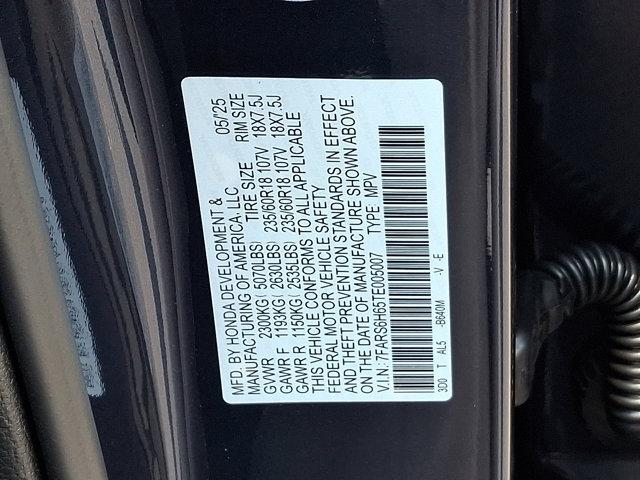 MFD. BY HONDA DEVELOPMENT & 05/'25
MANUFACTURING OF AMERICA, LLC TIRE SIZE RIM SIZE
GVWR 2300KG( 5070LBS) 235/60R18 107V 18X7.5J
GAWR F 1193KG( 2630LBS) 235/60R18 107V 18X7.5J
GAWR R 1150KG( 2535LBS)
THIS VEHICLE CONFORMS TO ALL APPLICABLE
FEDERAL MOTOR VEHICLE SAFETY
AND THEFT PREVENTION STANDARDS IN EFFECT
ON THE DATE OF MANUFACTURE SHOWN ABOVE.
V.I.N.: 7FARS6H65TE005007 TYPE: MPV
3D0 T AL5 -B640M -V -E